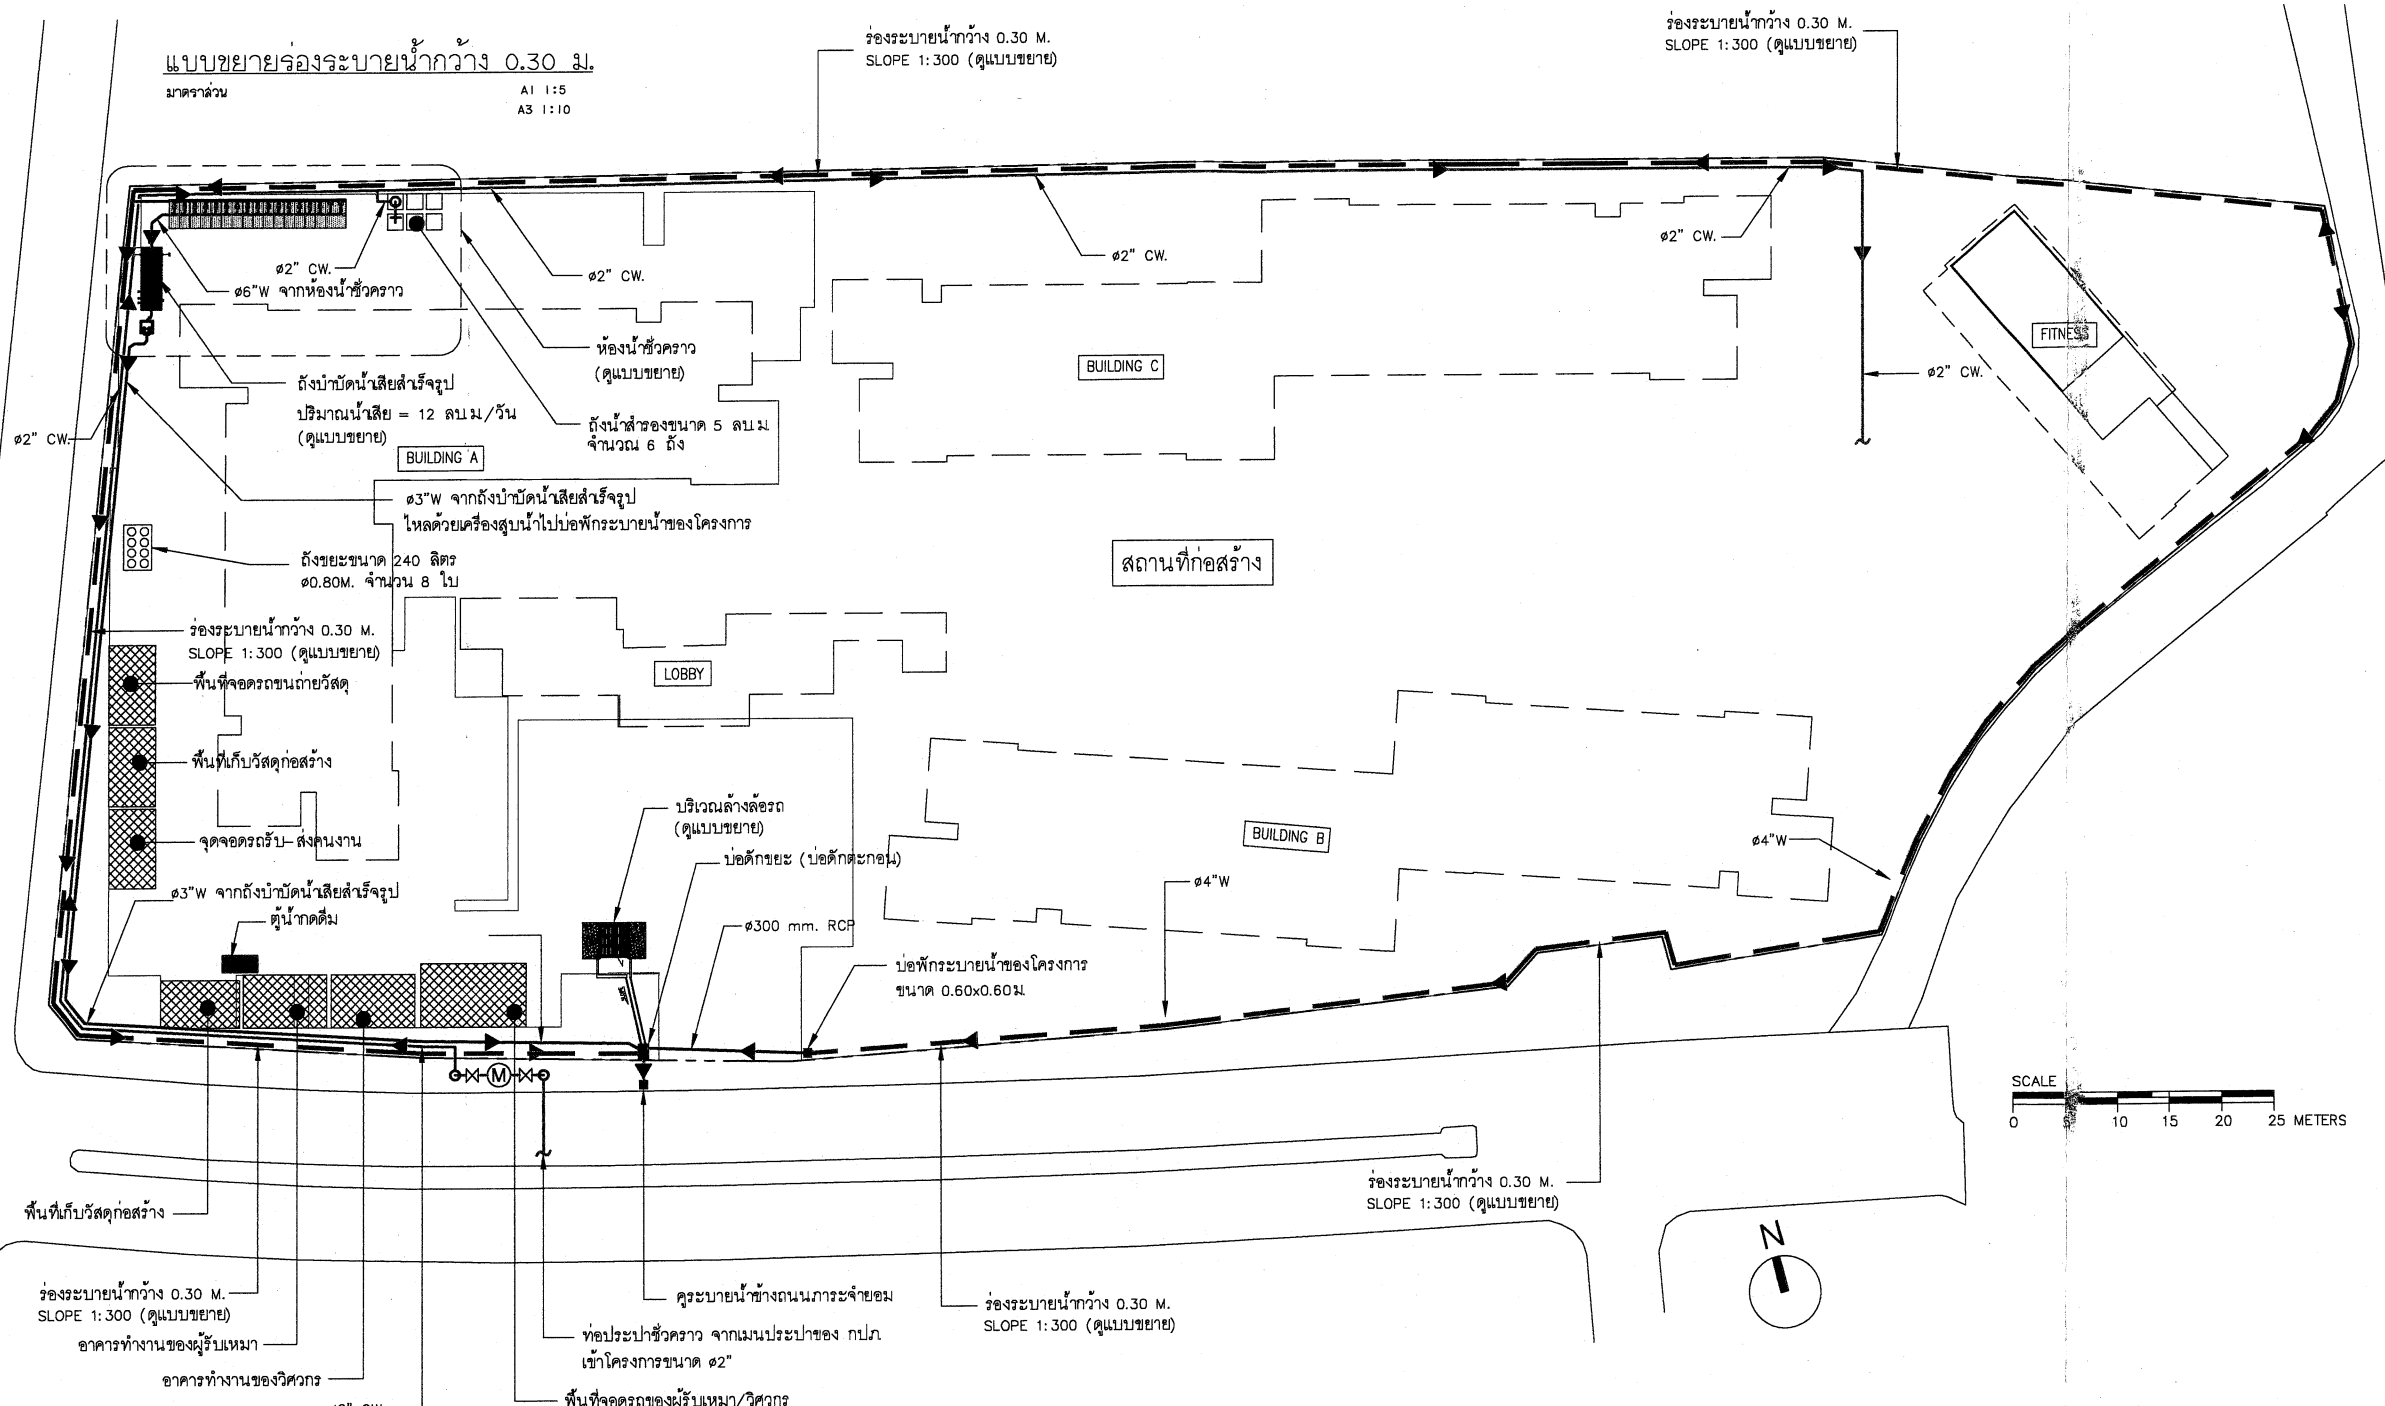 แบบขยายร่องระบายน้ำกว้าง 0.30 ม.
มาตราส่วน
A1 1:5
A3 1:10
ร่องระบายน้ำกว้าง 0.30 M.
SLOPE 1:300 (ดูแบบขยาย)
ร่องระบายน้ำกว้าง 0.30 M.
SLOPE 1:300 (ดูแบบขยาย)
ø2" CW.
ø6"W จากห้องน้ำชั่วคราว
ø2" CW.
ø2" CW.
ø2" CW.
ห้องน้ำชั่วคราว
(ดูแบบขยาย)
FITNESS
BUILDING C
ø2" CW.
ถังบำบัดน้ำเสียสำเร็จรูป
ปริมาณน้ำเสีย = 12 ลบ.ม/วัน
(ดูแบบขยาย)
ถังน้ำสำรองขนาด 5 ลบ.ม.
จำนวณ 6 ถัง
ø2" CW.
BUILDING A
ø3"W จากถังบำบัดน้ำเสียสำเร็จรูป
ไหลด้วยเครื่องสูบน้ำไปบ่อพักระบายน้ำของโครงการ
ถังขยะขนาด 240 ลิตร
ø0.80M. จำนวน 8 ใบ
สถานที่ก่อสร้าง
ร่องระบายน้ำกว้าง 0.30 M.
SLOPE 1:300 (ดูแบบขยาย)
พื้นที่จอดรถขนถ่ายวัสดุ
LOBBY
พื้นที่เก็บวัสดุก่อสร้าง
บริเวณล้างล้อรถ
(ดูแบบขยาย)
จุดจอดรถรับ-ส่งคนงาน
BUILDING B
ø4"W
บ่อดักขยะ (บ่อดักตะกอน)
ø4"W
ø3"W จากถังบำบัดน้ำเสียสำเร็จรูป
ตู้น้ำกดดื่ม
ø300 mm. RCP
บ่อพักระบายน้ำของโครงการ
ขนาด 0.60x0.60ม.
M
SCALE
0 5 10 15 20 25 METERS
ร่องระบายน้ำกว้าง 0.30 M.
SLOPE 1:300 (ดูแบบขยาย)
พื้นที่เก็บวัสดุก่อสร้าง
N
ร่องระบายน้ำกว้าง 0.30 M.
SLOPE 1:300 (ดูแบบขยาย)
คูระบายน้ำข้างถนนภาระจำยอม
ร่องระบายน้ำกว้าง 0.30 M.
SLOPE 1:300 (ดูแบบขยาย)
อาคารทำงานของผู้รับเหมา
ท่อประปาชั่วคราว จากเมนประปาของ กปภ
เข้าโครงการขนาด ø2"
อาคารทำงานของวิศวกร
พื้นที่จอดรถของผู้รับเหมา/วิศวกร